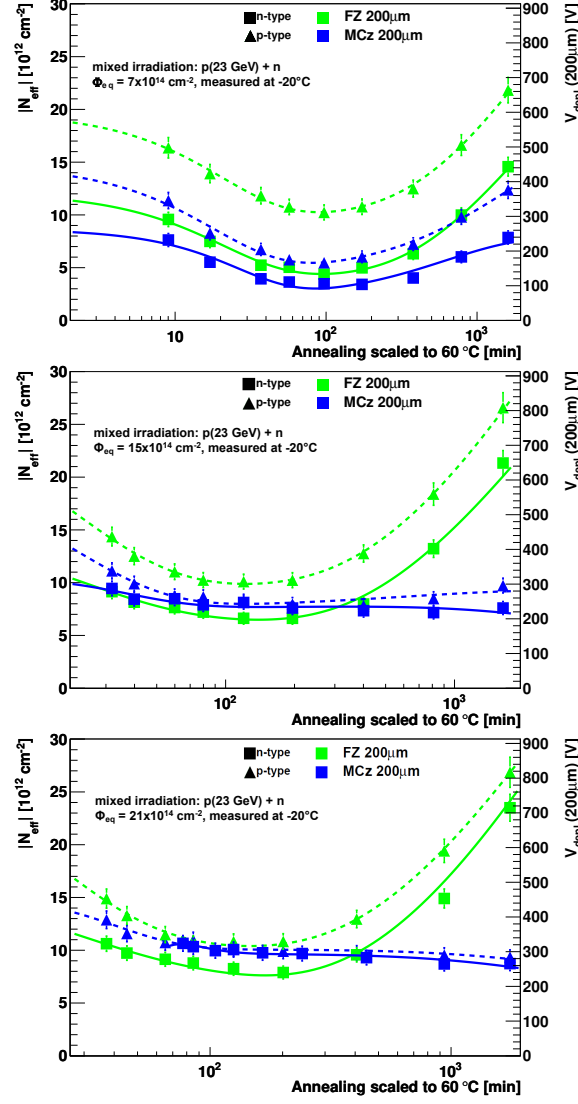 30
25
20
15
10
5
0
|N_eff| [10^12 cm^-2]
n-type FZ 200μm
p-type MCz 200μm
mixed irradiation: p(23 GeV) + n
Φ_eq = 7x10^14 cm^-2, measured at -20°C
900
800
700
600
500
400
300
200
100
0
V_depl (200μm) [V]
10 10^2 10^3
Annealing scaled to 60 °C [min]
30
25
20
15
10
5
0
|N_eff| [10^12 cm^-2]
n-type FZ 200μm
p-type MCz 200μm
mixed irradiation: p(23 GeV) + n
Φ_eq = 15x10^14 cm^-2, measured at -20°C
900
800
700
600
500
400
300
200
100
0
V_depl (200μm) [V]
10^2 10^3
Annealing scaled to 60 °C [min]
30
25
20
15
10
5
0
|N_eff| [10^12 cm^-2]
n-type FZ 200μm
p-type MCz 200μm
mixed irradiation: p(23 GeV) + n
Φ_eq = 21x10^14 cm^-2, measured at -20°C
900
800
700
600
500
400
300
200
100
0
V_depl (200μm) [V]
10^2 10^3
Annealing scaled to 60 °C [min]